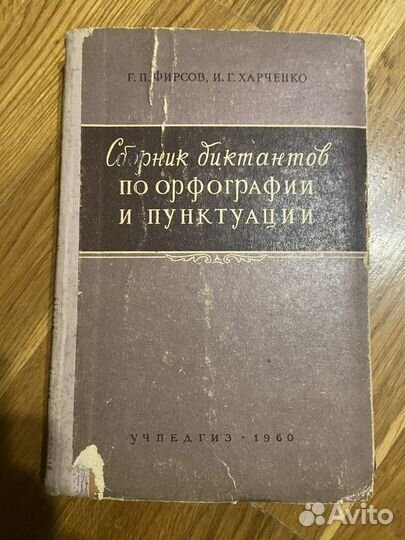 Г. П. ФИРСОВ, И. Г. ХАРЧЕНКО
Сборник диктантов
ПО ОРФОГРАФИИ
И ПУНКТУАЦИИ
УЧПЕДГИЗ · 1960
Avito